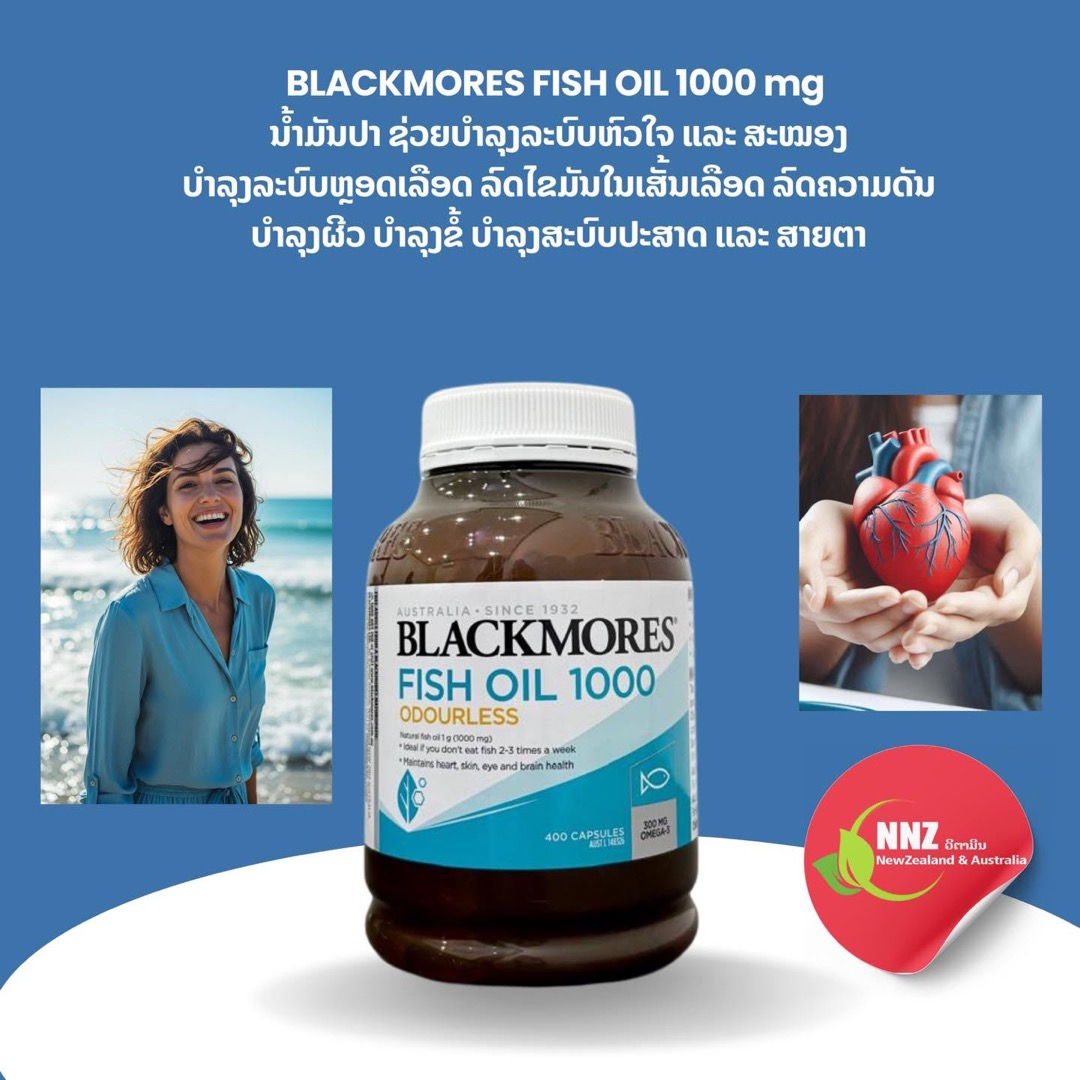 BLACKMORES FISH OIL 1000 mg
ນ້ຳມັນປາ ຊ່ວຍບຳລຸງລະບົບຫົວໃຈ ແລະ ສະໝອງ
ບຳລຸງລະບົບຫຼອດເລືອດ ລົດໄຂມັນໃນເສັ້ນເລືອດ ລົດຄວາມດັນ
ບຳລຸງຜີວ ບຳລຸງຂໍ້ ບຳລຸງສະບົບປະສາດ ແລະ ສາຍຕາ
AUSTRALIA • SINCE 1932
BLACKMORES®
FISH OIL 1000
ODOURLESS
Natural fish oil 1 g (1000 mg)
• Ideal if you don't eat fish 2-3 times a week
• Maintains heart, skin, eye and brain health
300 MG
OMEGA-3
400 CAPSULES
AUST L 148526
NNZ ວິຕາມິນ
NewZealand & Australia